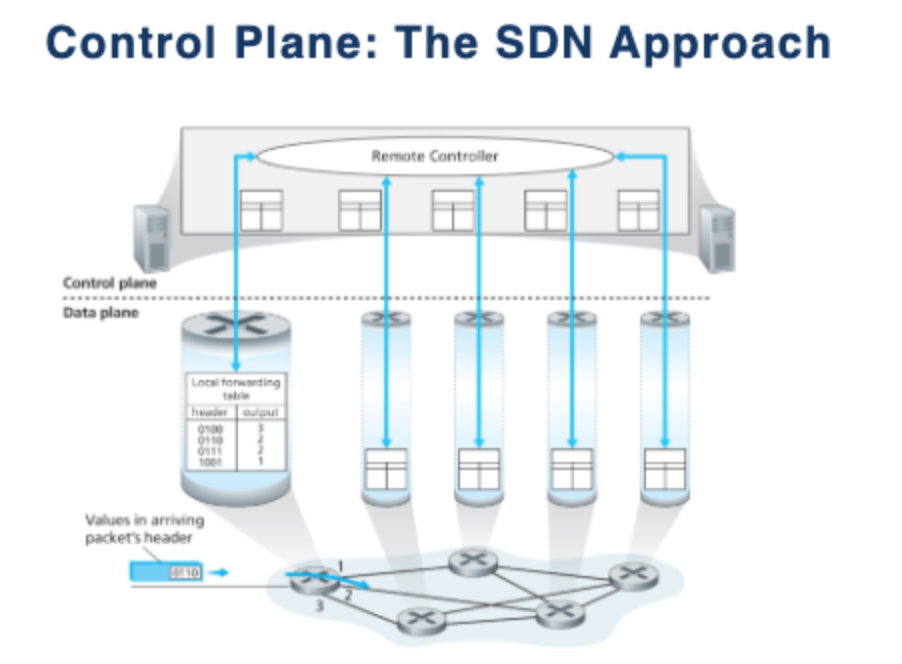 Control Plane: The SDN Approach
Remote Controller
Control plane
Data plane
Local forwarding
table
header output
0100 3
0110 2
0111 2
1001 1
Values in arriving
packet's header
0110
1
2
3